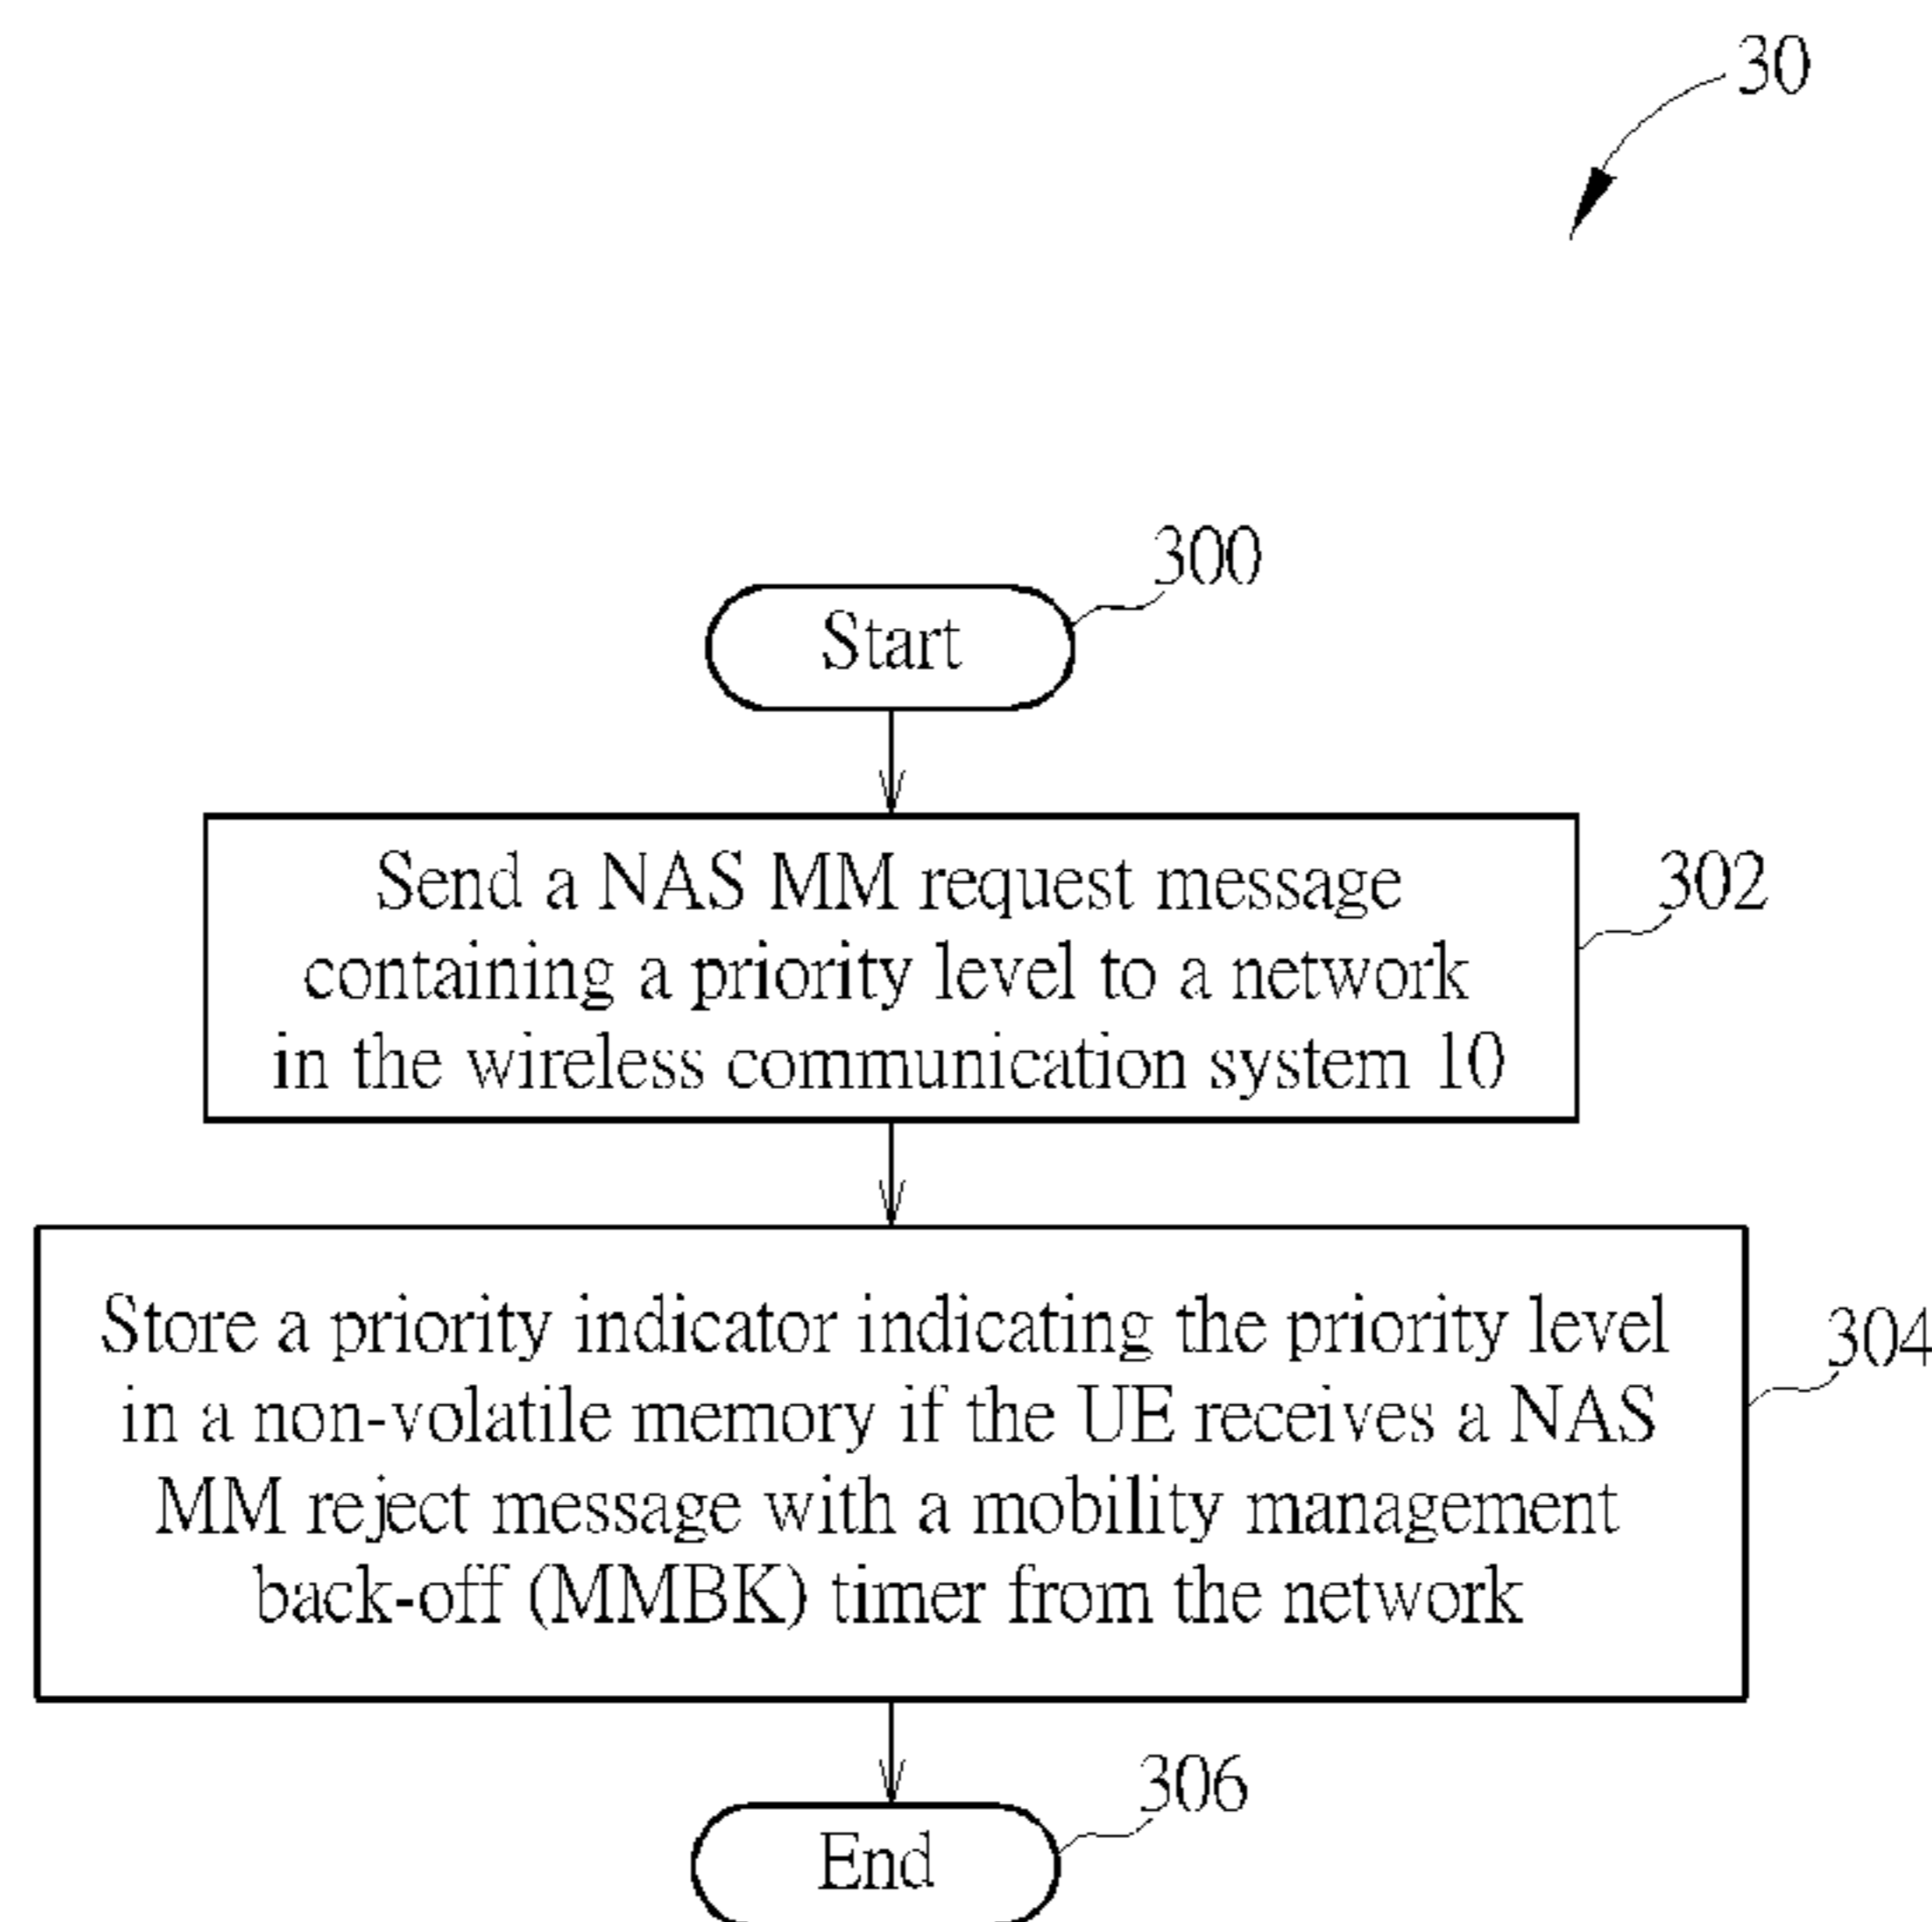 30
300
Start
302
Send a NAS MM request message
containing a priority level to a network
in the wireless communication system 10
304
Store a priority indicator indicating the priority level
in a non-volatile memory if the UE receives a NAS
MM reject message with a mobility management
back-off (MMBK) timer from the network
306
End